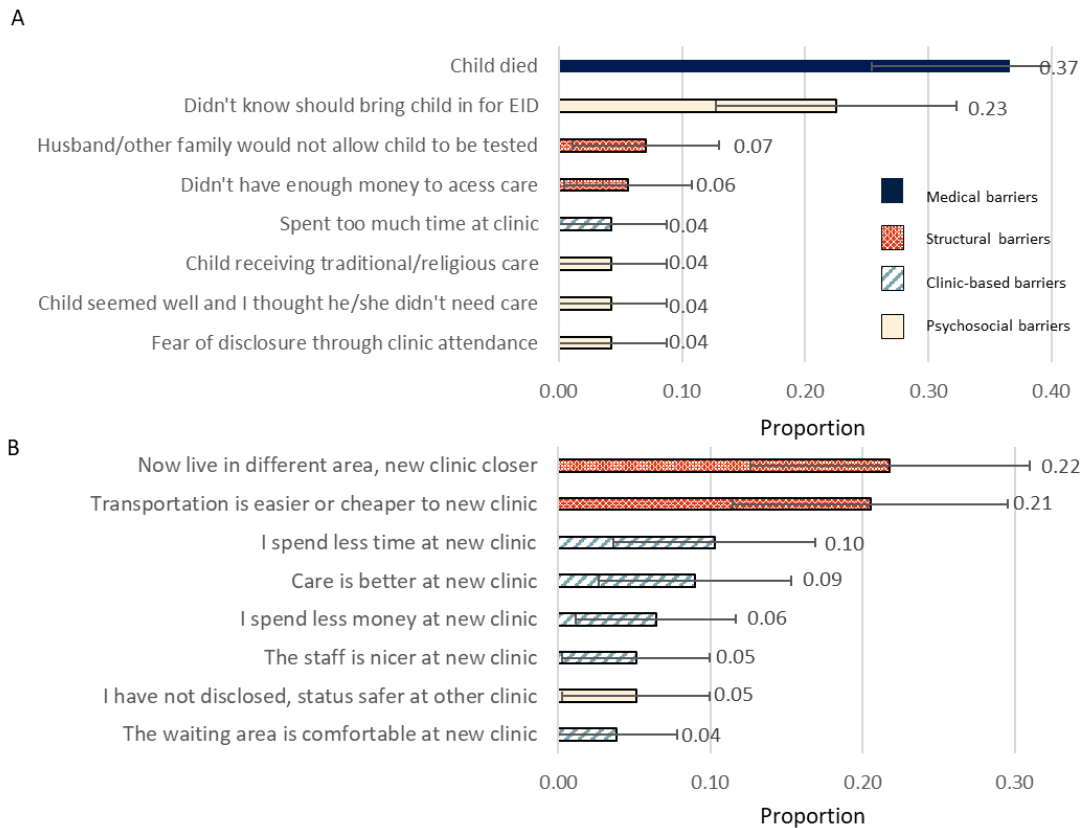 A
Child died
0.37
Didn't know should bring child in for EID
0.23
Husband/other family would not allow child to be tested
0.07
Didn't have enough money to acess care
0.06
Spent too much time at clinic
0.04
Child receiving traditional/religious care
0.04
Child seemed well and I thought he/she didn't need care
0.04
Fear of disclosure through clinic attendance
0.04
Medical barriers
Structural barriers
Clinic-based barriers
Psychosocial barriers
0.00 0.10 0.20 0.30 0.40
Proportion
B
Now live in different area, new clinic closer
0.22
Transportation is easier or cheaper to new clinic
0.21
I spend less time at new clinic
0.10
Care is better at new clinic
0.09
I spend less money at new clinic
0.06
The staff is nicer at new clinic
0.05
I have not disclosed, status safer at other clinic
0.05
The waiting area is comfortable at new clinic
0.04
0.00 0.10 0.20 0.30
Proportion